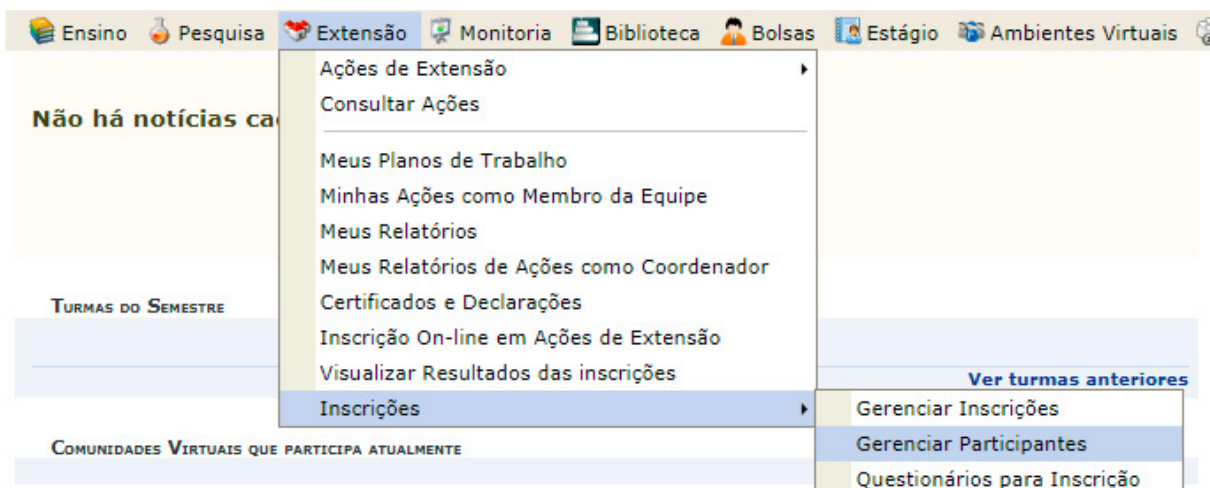 Ensino Pesquisa Extensão Monitoria Biblioteca Bolsas Estágio Ambientes Virtuais
Ações de Extensão
Consultar Ações
Não há notícias
Meus Planos de Trabalho
Minhas Ações como Membro da Equipe
Meus Relatórios
Meus Relatórios de Ações como Coordenador
Turmas do Semestre
Certificados e Declarações
Inscrição On-line em Ações de Extensão
Visualizar Resultados das inscrições
Ver turmas anteriores
Inscrições
Gerenciar Inscrições
Comunidades Virtuais que participa atualmente
Gerenciar Participantes
Questionários para Inscrição